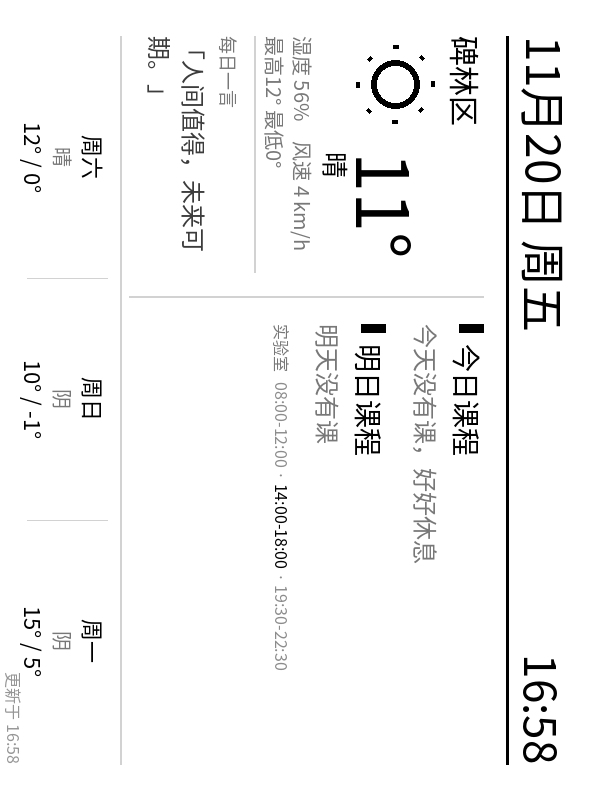 11月20日 周五
16:58
碑林区
11°
晴
湿度 56%　风速 4 km/h
最高12° 最低0°
每日一言
「人间值得，未来可
期。」
今日课程
今天没有课，好好休息
明日课程
明天没有课
实验室 08:00-12:00 · 14:00-18:00 · 19:30-22:30
周六
晴
12° / 0°
周日
阴
10° / -1°
周一
阴
15° / 5°
更新于 16:58